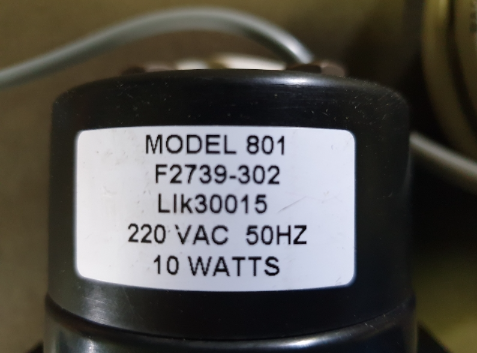 MODEL 801
F2739-302
LIk30015
220 VAC 50HZ
10 WATTS